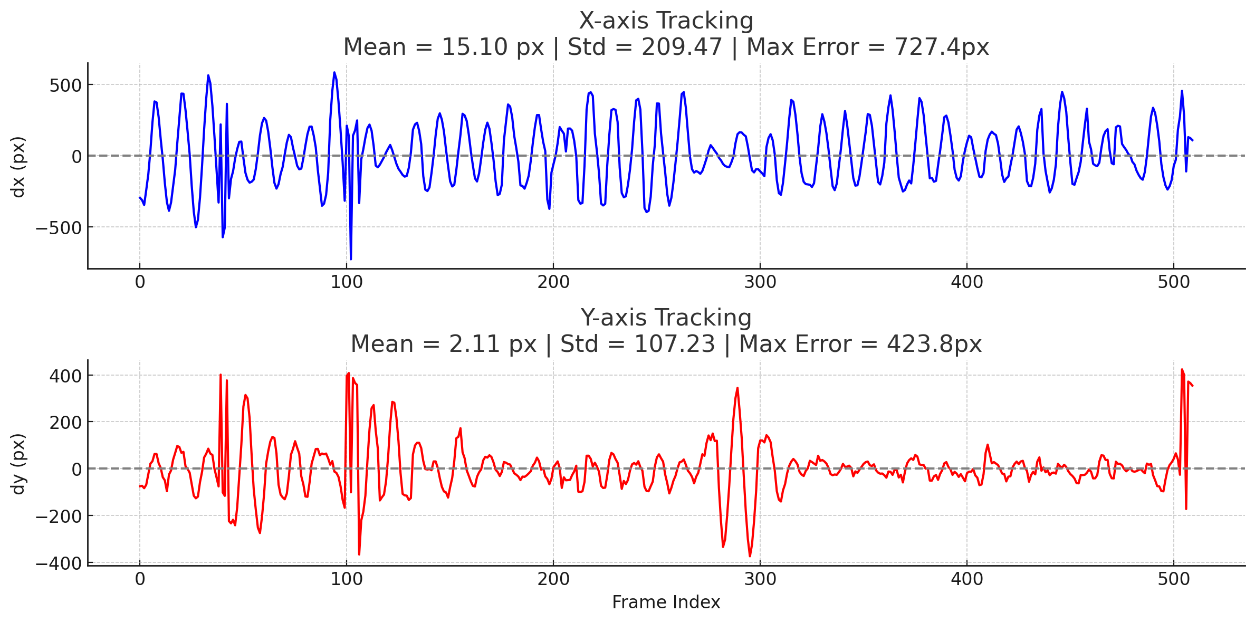 X-axis Tracking
Mean = 15.10 px | Std = 209.47 | Max Error = 727.4px
dx (px)
500
0
−500
0 100 200 300 400 500
Y-axis Tracking
Mean = 2.11 px | Std = 107.23 | Max Error = 423.8px
dy (px)
400
200
0
−200
−400
0 100 200 300 400 500
Frame Index